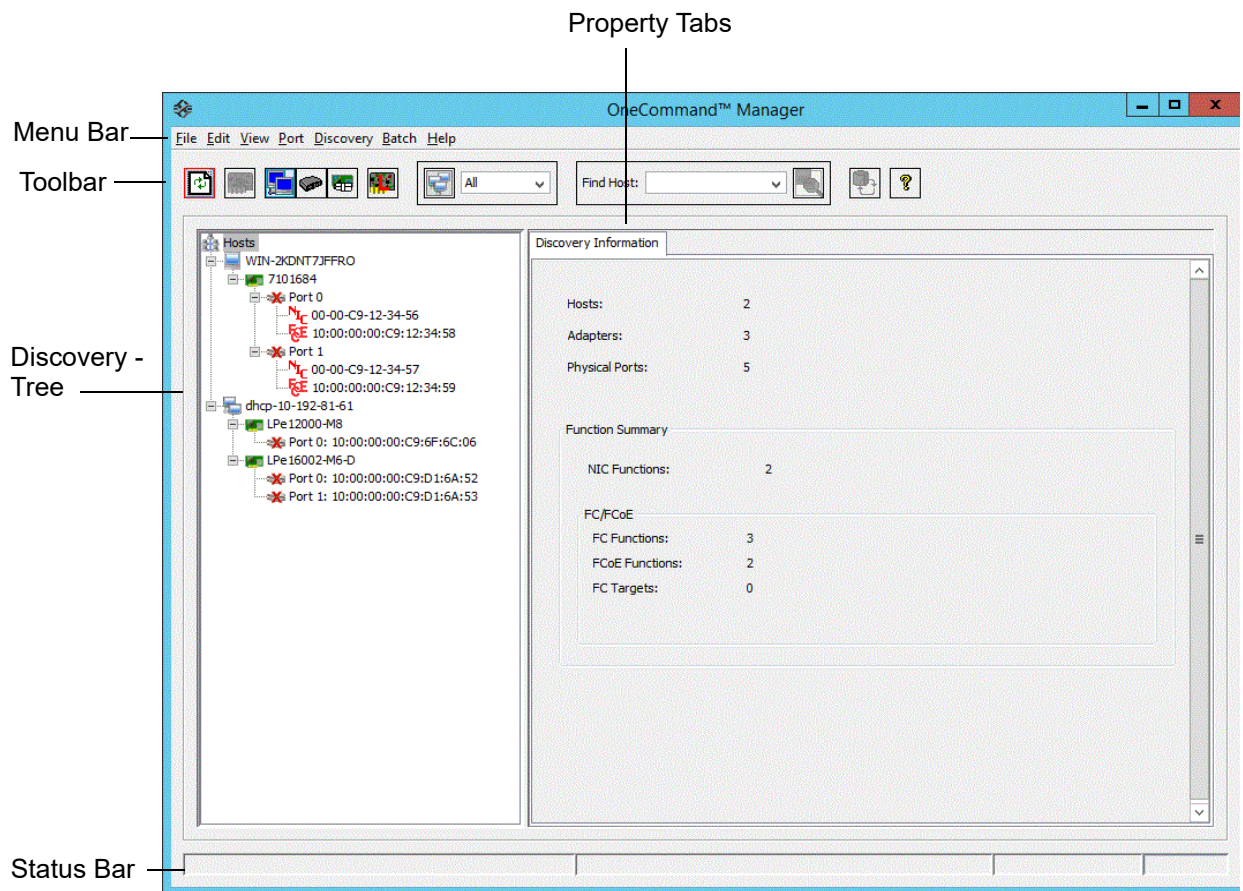 Property Tabs
OneCommand™ Manager
Menu Bar
File Edit View Port Discovery Batch Help
Toolbar
All
Find Host:
Hosts
WIN-2KDNT7JFFRO
7101684
Port 0
NIC 00-00-C9-12-34-56
FCE 10:00:00:00:C9:12:34:58
Port 1
NIC 00-00-C9-12-34-57
FCE 10:00:00:00:C9:12:34:59
dhcp-10-192-81-61
LPe12000-M8
Port 0: 10:00:00:00:C9:6F:6C:06
LPe16002-M6-D
Port 0: 10:00:00:00:C9:D1:6A:52
Port 1: 10:00:00:00:C9:D1:6A:53
Discovery -
Tree
Discovery Information
Hosts: 2
Adapters: 3
Physical Ports: 5
Function Summary
NIC Functions: 2
FC/FCoE
FC Functions: 3
FCoE Functions: 2
FC Targets: 0
Status Bar